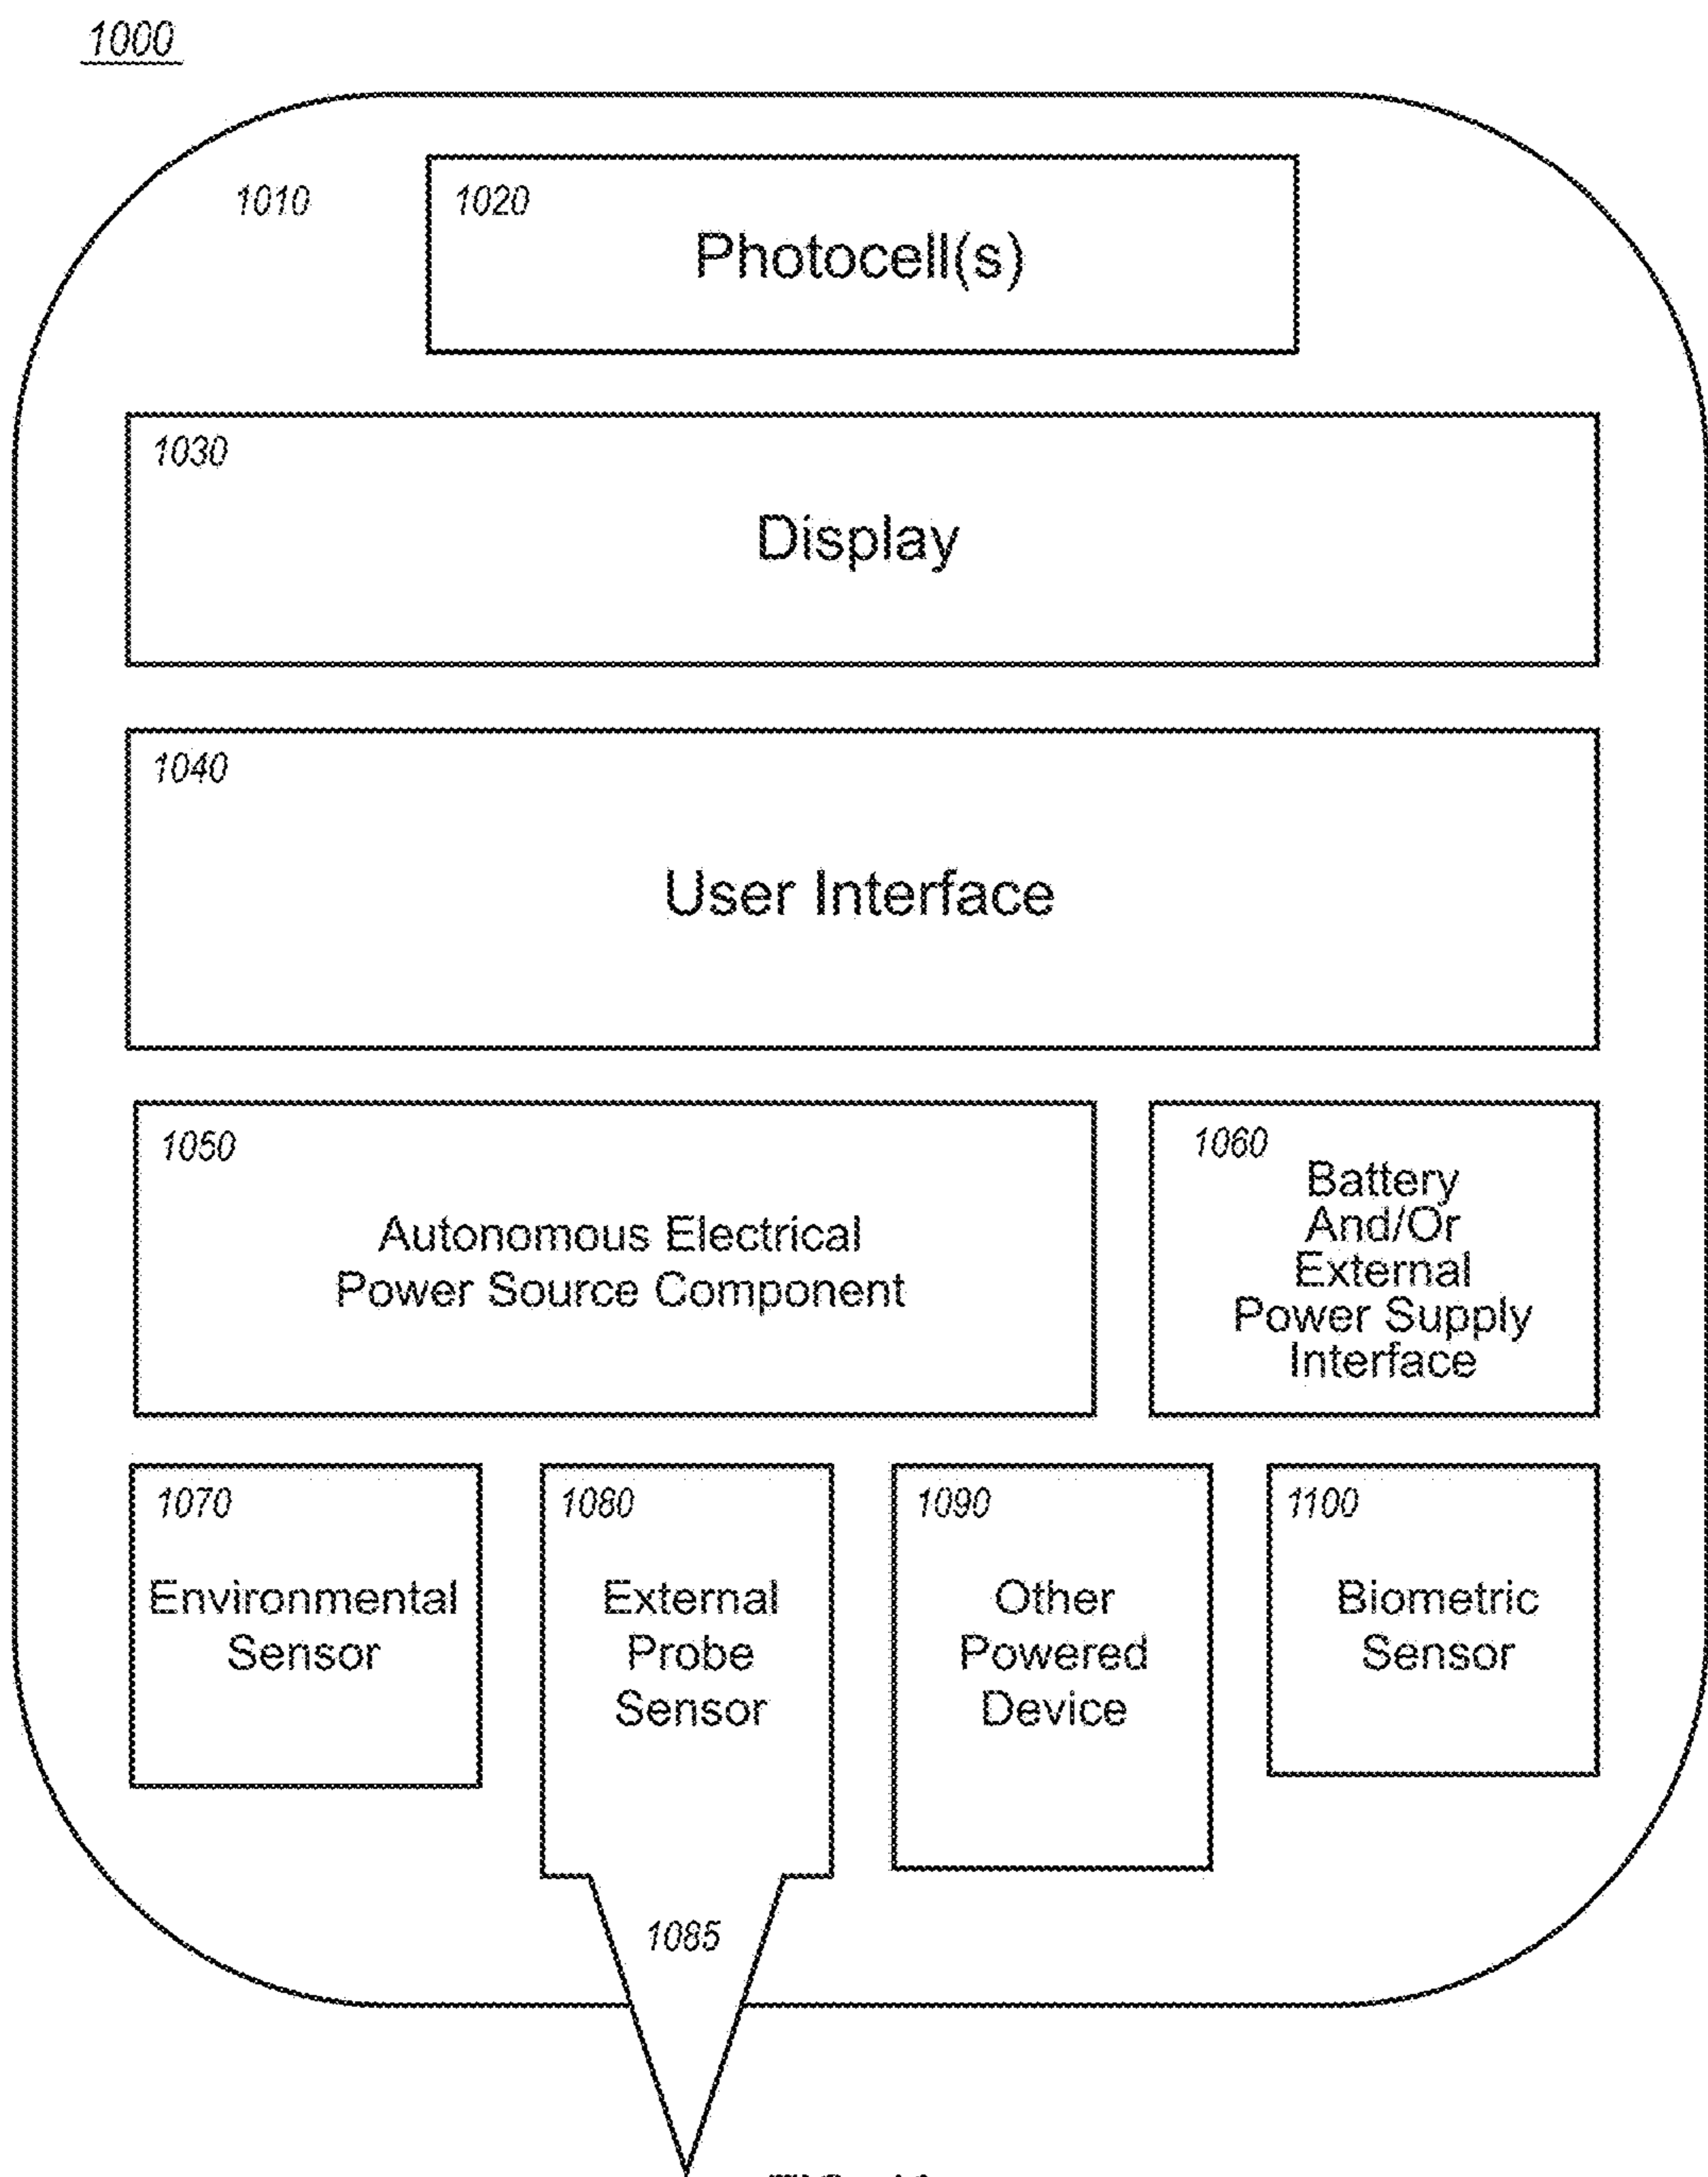 1000
1010
1020
Photocell(s)
1030
Display
1040
User Interface
1050
Autonomous Electrical
Power Source Component
1060
Battery
And/Or
External
Power Supply
Interface
1070
Environmental
Sensor
1080
External
Probe
Sensor
1090
Other
Powered
Device
1100
Biometric
Sensor
1085